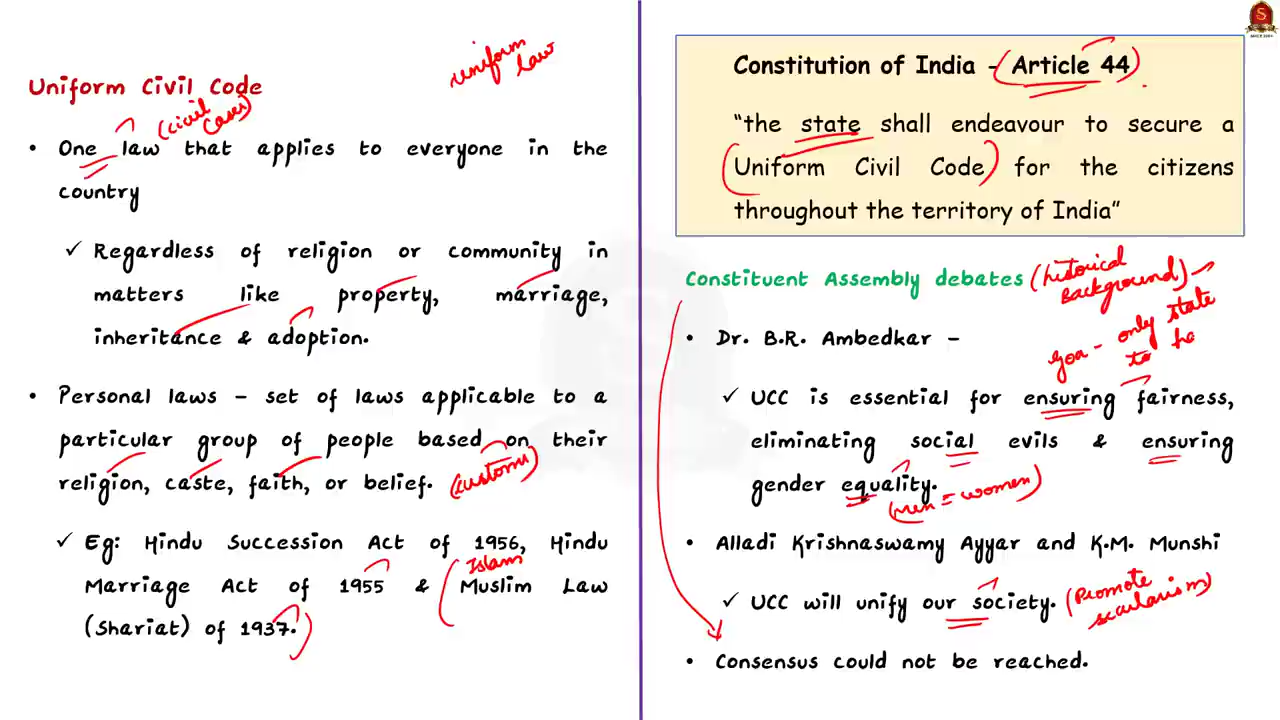 uniform
law
Uniform Civil Code
(civil
cases)
• One law that applies to everyone in the
country
✓ Regardless of religion or community in
matters like property, marriage,
inheritance & adoption.
• Personal laws – set of laws applicable to a
particular group of people based on their
religion, caste, faith, or belief.
(customs)
✓ Eg: Hindu Succession Act of 1956, Hindu
Islam
Marriage Act of 1955 & Muslim Law
(Shariat) of 1937.
Constitution of India - (Article 44)
“the state shall endeavour to secure a
Uniform Civil Code for the citizens
throughout the territory of India”
Constituent Assembly debates
(historical
Background)
• Dr. B.R. Ambedkar –
Goa - only state
to ha
✓ UCC is essential for ensuring fairness,
eliminating social evils & ensuring
gender equality.
(men = women)
• Alladi Krishnaswamy Ayyar and K.M. Munshi
✓ UCC will unify our society.
(Promote
secularism)
• Consensus could not be reached.